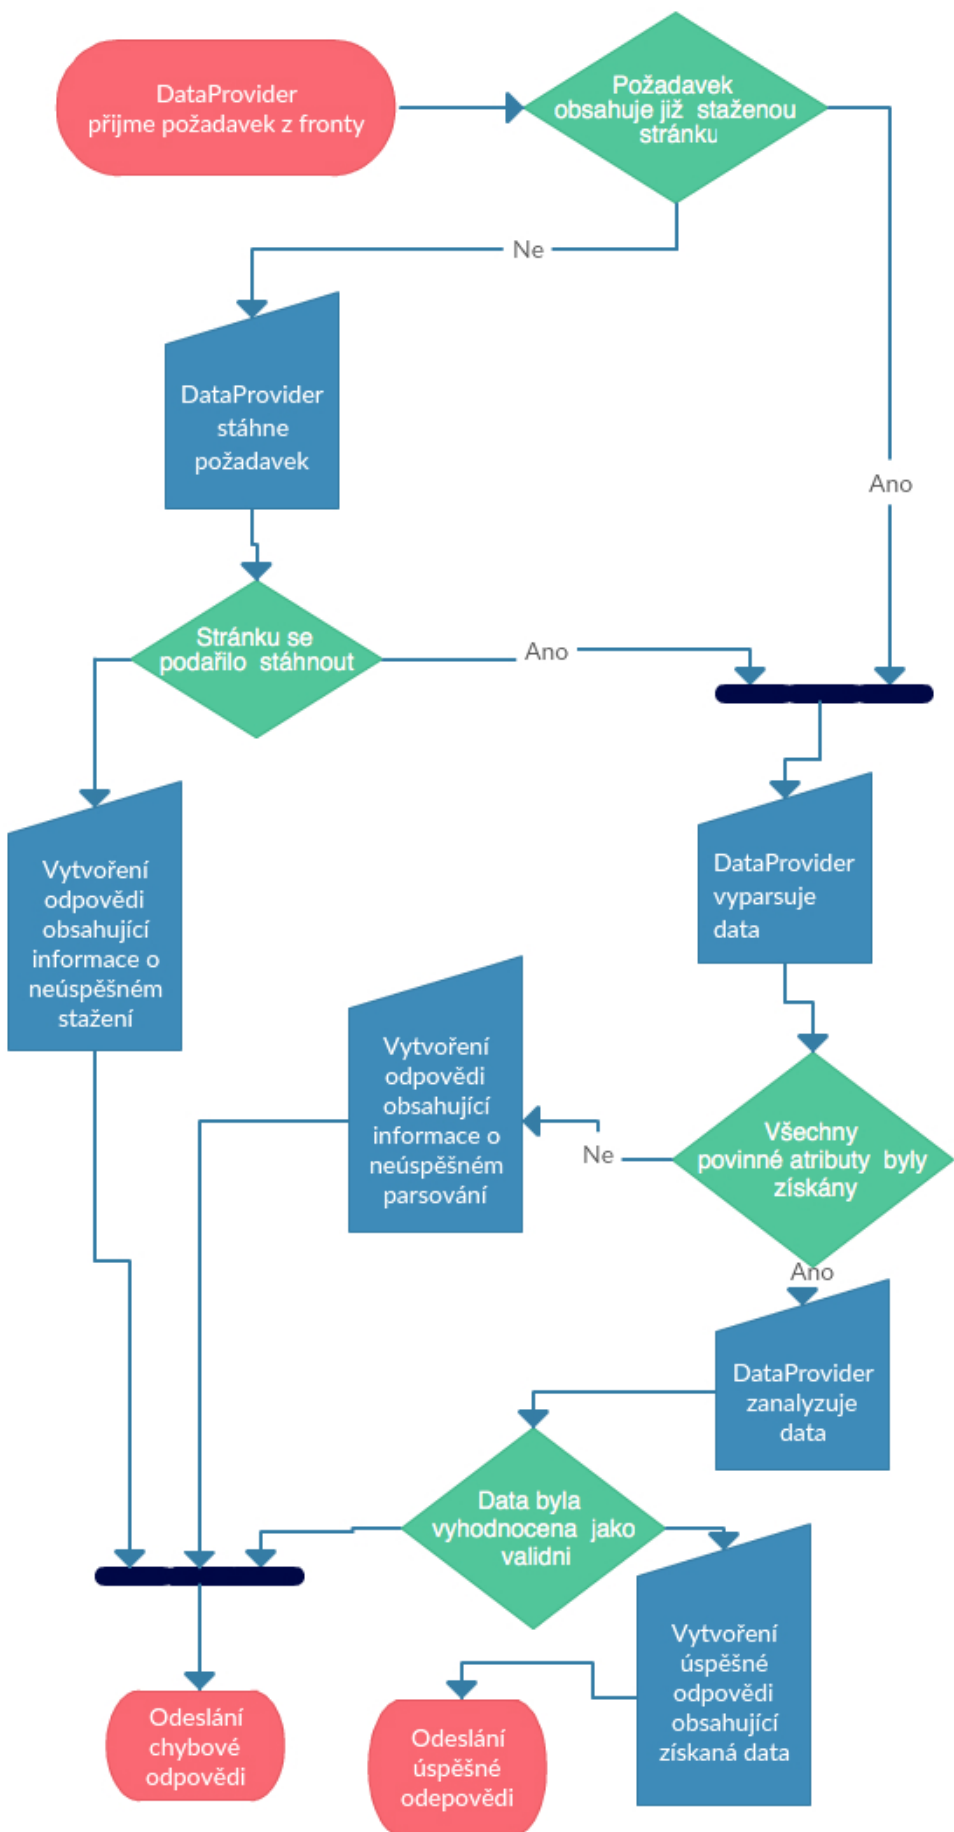 DataProvider
přijme požadavek z fronty
Požadavek
obsahuje již staženou
stránku
Ne
DataProvider
stáhne
požadavek
Ano
Stránku se
podařilo stáhnout
Ano
DataProvider
vyparsuje
data
Vytvoření
odpovědi
obsahující
informace o
neúspěšném
stažení
Vytvoření
odpovědi
obsahující
informace o
neúspěšném
parsování
Ne
Všechny
povinné atributy byly
získány
Ano
DataProvider
zanalyzuje
data
Data byla
vyhodnocena jako
validni
Vytvoření
úspěšné
odpovědi
obsahující
získaná data
Odeslání
chybové
odpovědi
Odeslání
úspěšné
odepovědi